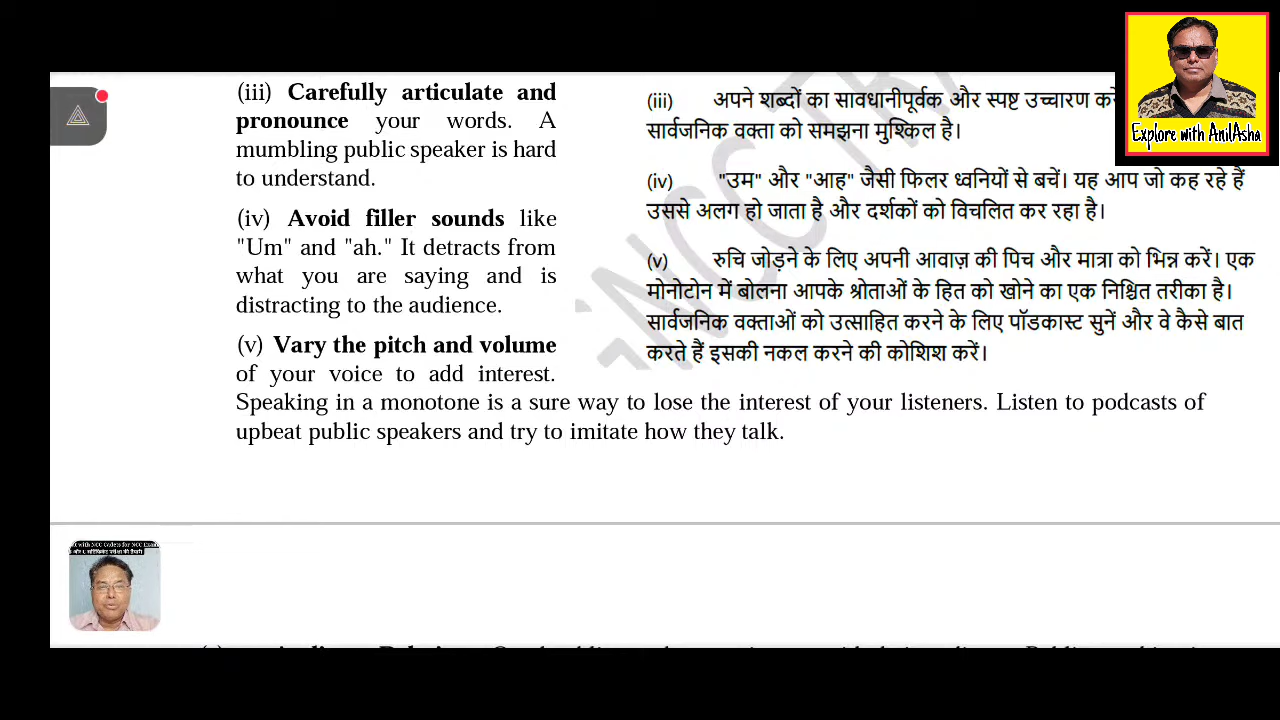 (iii) Carefully articulate and
pronounce your words. A
mumbling public speaker is hard
to understand.
(iv) Avoid filler sounds like
"Um" and "ah." It detracts from
what you are saying and is
distracting to the audience.
(v) Vary the pitch and volume
of your voice to add interest.
Speaking in a monotone is a sure way to lose the interest of your listeners. Listen to podcasts of
upbeat public speakers and try to imitate how they talk.
(iii) अपने शब्दों का सावधानीपूर्वक और स्पष्ट उच्चारण करें
सार्वजनिक वक्ता को समझना मुश्किल है।
(iv) "उम" और "आह" जैसी फिलर ध्वनियों से बचें। यह आप जो कह रहे हैं
उससे अलग हो जाता है और दर्शकों को विचलित कर रहा है।
(v) रुचि जोड़ने के लिए अपनी आवाज़ की पिच और मात्रा को भिन्न करें। एक
मोनोटोन में बोलना आपके श्रोताओं के हित को खोने का एक निश्चित तरीका है।
सार्वजनिक वक्ताओं को उत्साहित करने के लिए पॉडकास्ट सुनें और वे कैसे बात
करते हैं इसकी नकल करने की कोशिश करें।
Explore with AnilAsha
with NCC Cadets for NCC